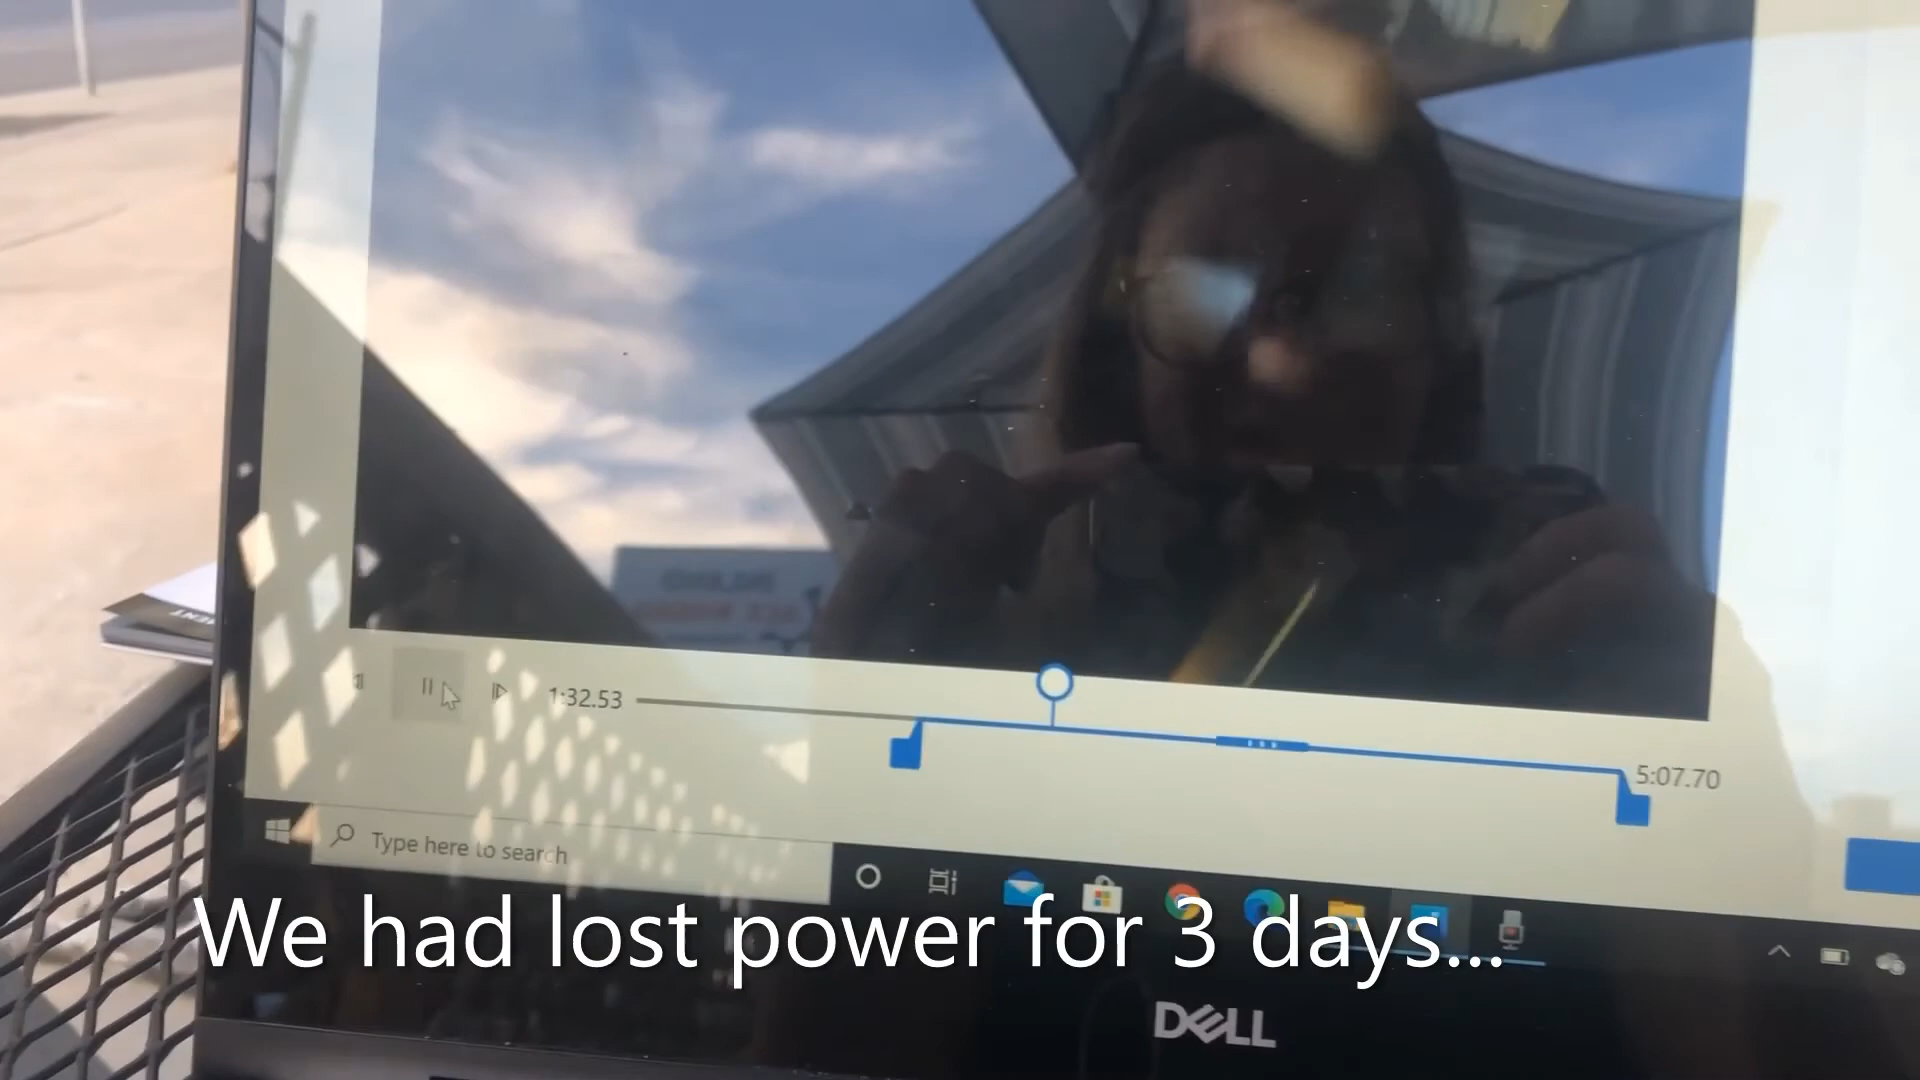 1:32.53
5:07.70
Type here to search
We had lost power for 3 days...
DELL